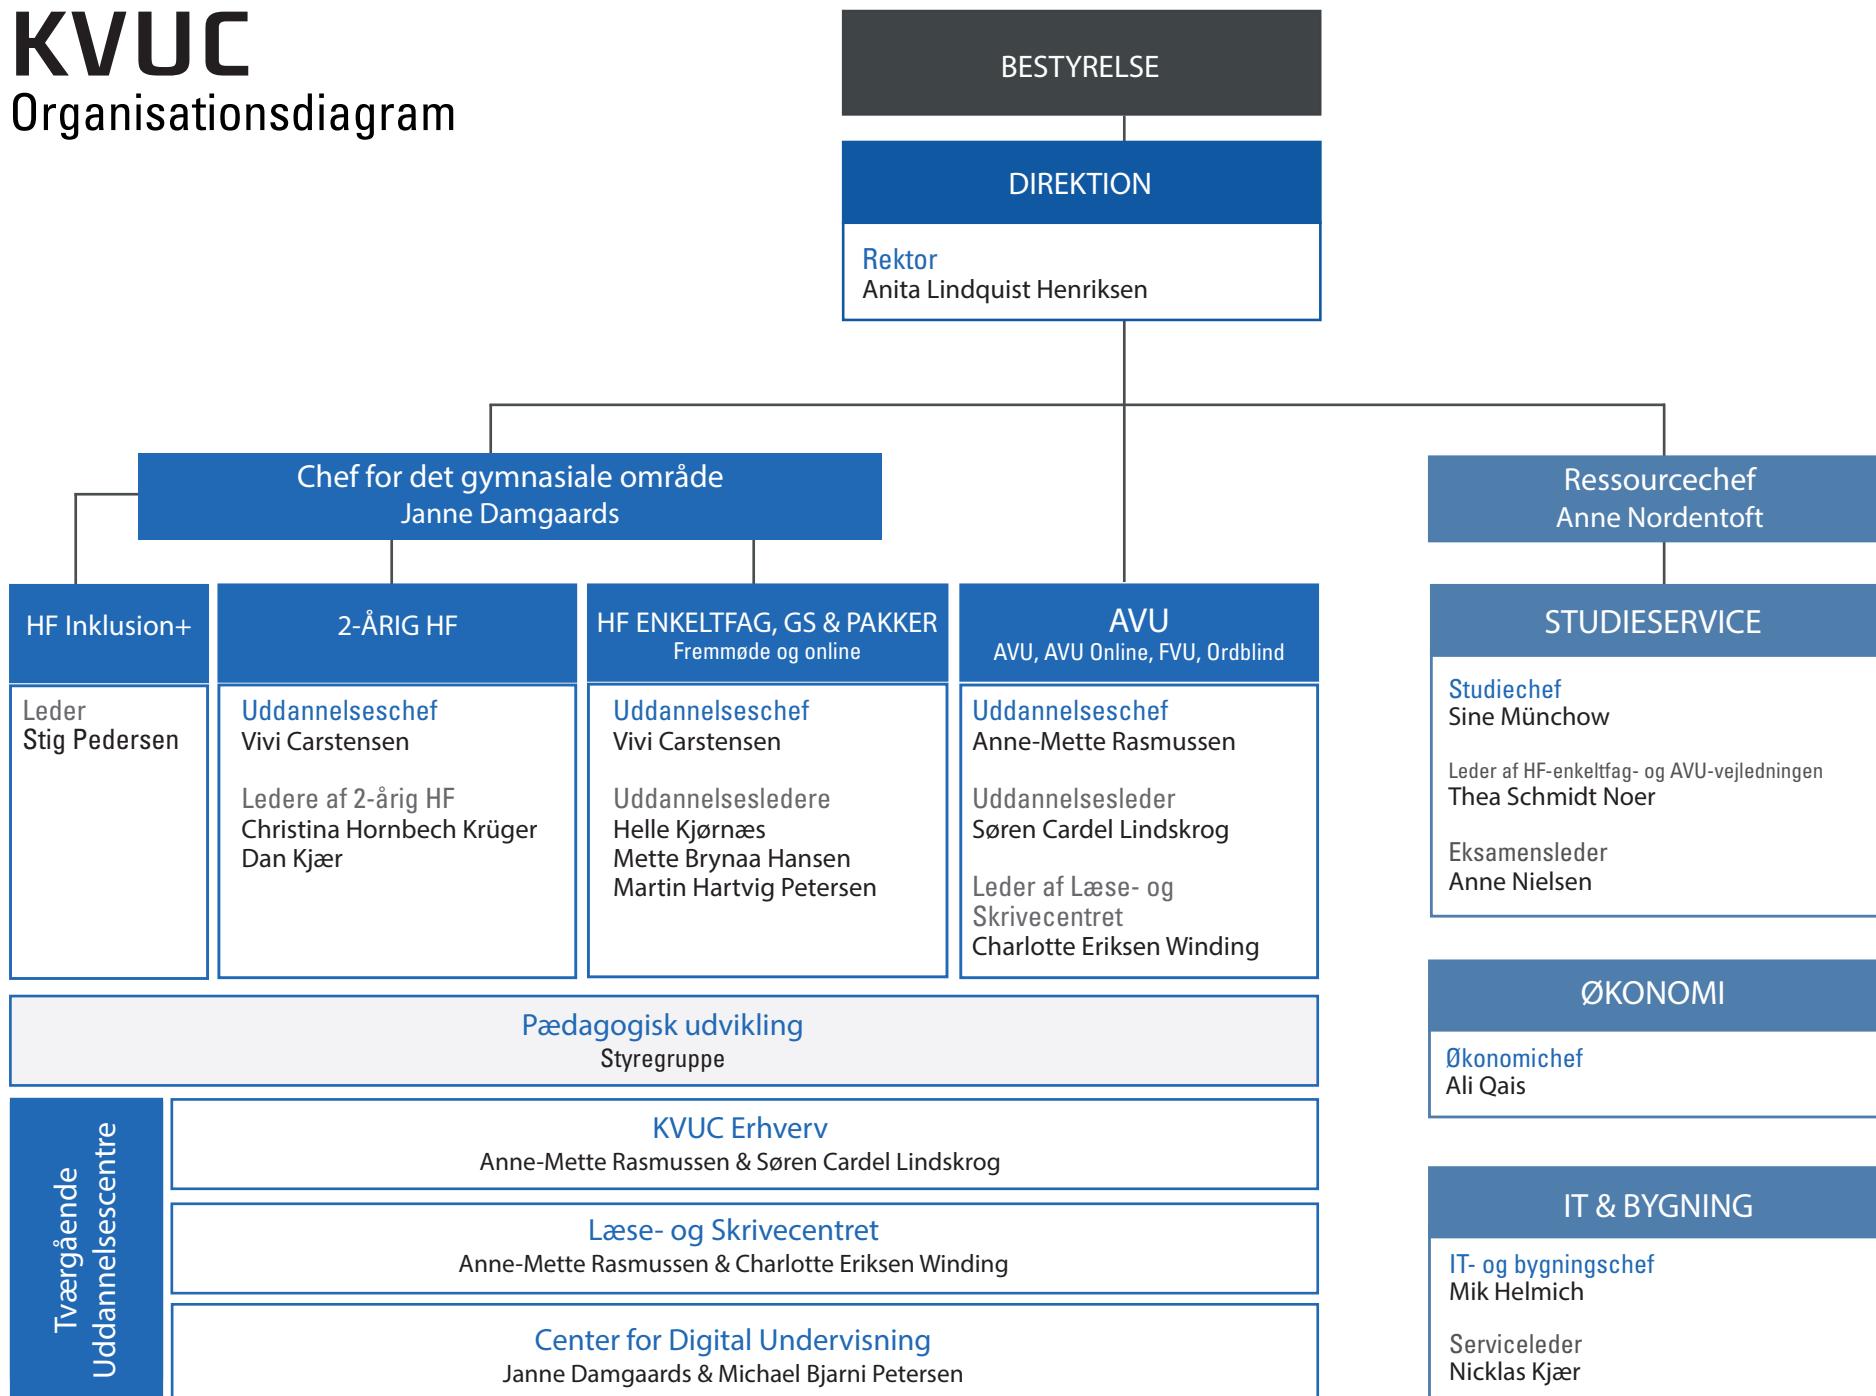 KVUC
Organisationsdiagram
BESTYRELSE
DIREKTION
Rektor
Anita Lindquist Henriksen
Chef for det gymnasiale område
Janne Damgaards
Ressourcechef
Anne Nordentoft
HF Inklusion+
Leder
Stig Pedersen
2-ÅRIG HF
Uddannelseschef
Vivi Carstensen
Ledere af 2-årig HF
Christina Hornbech Krüger
Dan Kjær
HF ENKELTFAG, GS & PAKKER
Fremmøde og online
Uddannelseschef
Vivi Carstensen
Uddannelsesledere
Helle Kjørnæs
Mette Brynaa Hansen
Martin Hartvig Petersen
AVU
AVU, AVU Online, FVU, Ordblind
Uddannelseschef
Anne-Mette Rasmussen
Uddannelsesleder
Søren Cardel Lindskrog
Leder af Læse- og
Skrivecentret
Charlotte Eriksen Winding
STUDIESERVICE
Studiechef
Sine Münchow
Leder af HF-enkeltfag- og AVU-vejledningen
Thea Schmidt Noer
Eksamensleder
Anne Nielsen
Pædagogisk udvikling
Styregruppe
ØKONOMI
Økonomichef
Ali Qais
Tværgående
Uddannelsescentre
KVUC Erhverv
Anne-Mette Rasmussen & Søren Cardel Lindskrog
Læse- og Skrivecentret
Anne-Mette Rasmussen & Charlotte Eriksen Winding
Center for Digital Undervisning
Janne Damgaards & Michael Bjarni Petersen
IT & BYGNING
IT- og bygningschef
Mik Helmich
Serviceleder
Nicklas Kjær